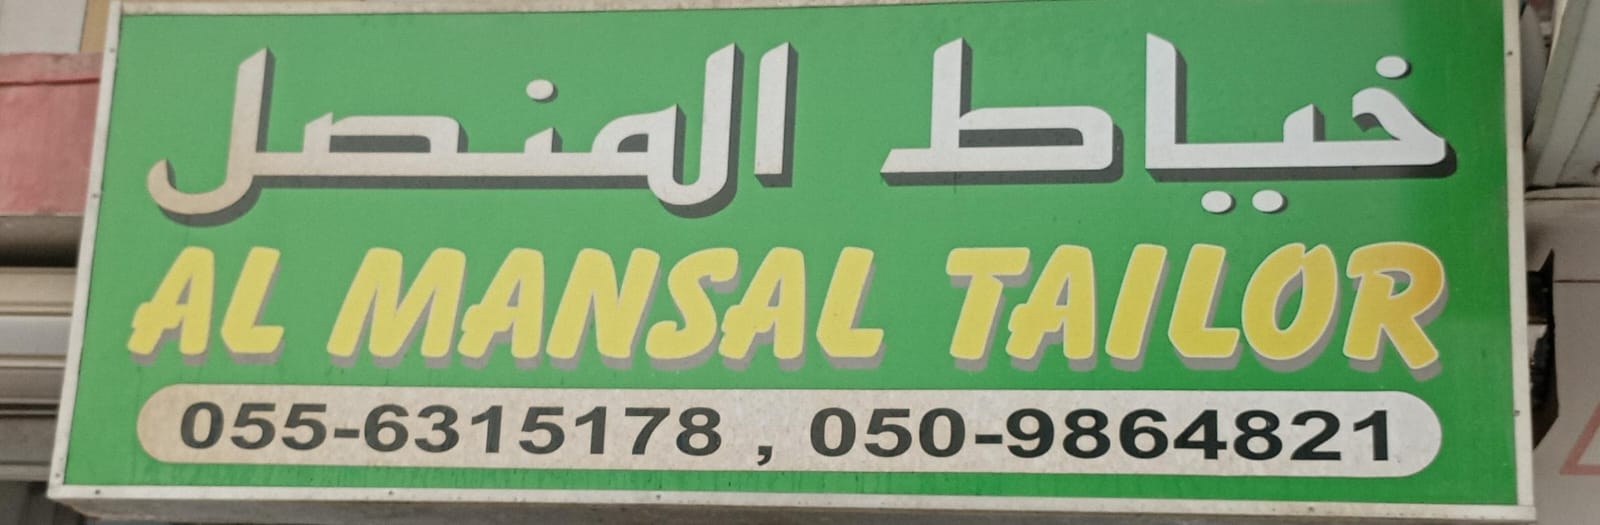 خياط المنصل
AL MANSAL TAILOR
055-6315178 , 050-9864821